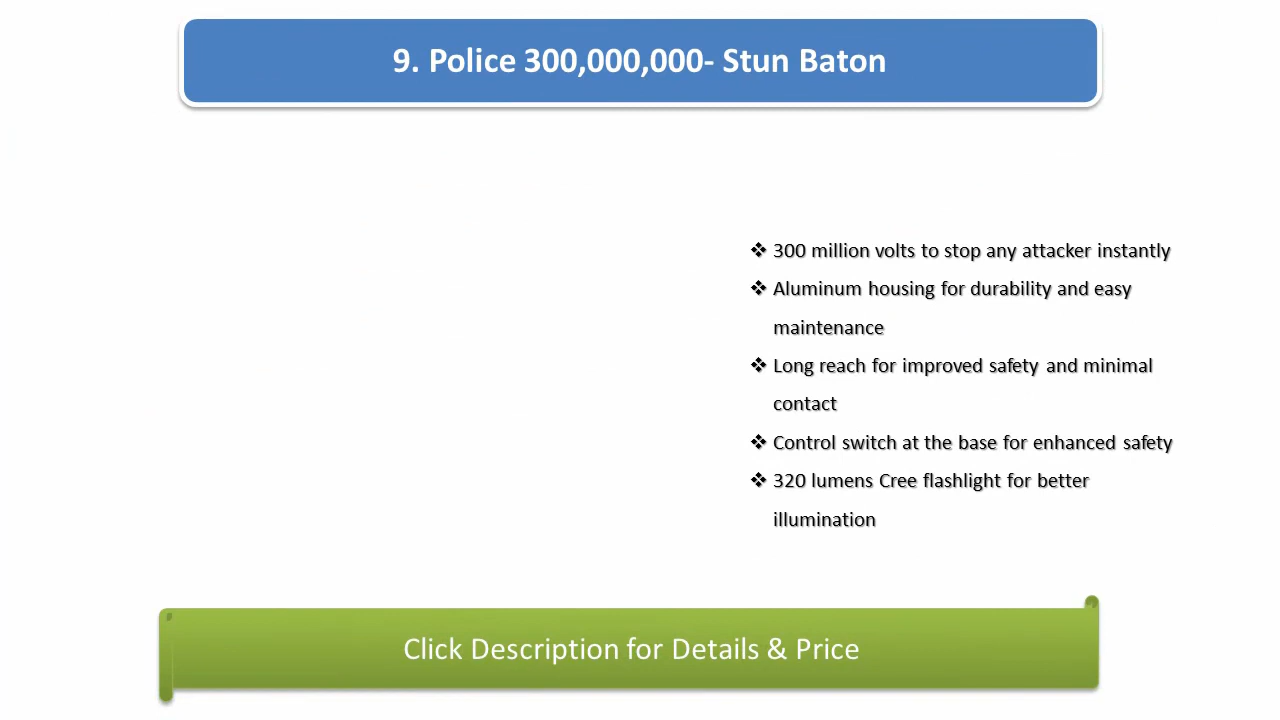 9. Police 300,000,000- Stun Baton
❖ 300 million volts to stop any attacker instantly
❖ Aluminum housing for durability and easy
maintenance
❖ Long reach for improved safety and minimal
contact
❖ Control switch at the base for enhanced safety
❖ 320 lumens Cree flashlight for better
illumination
Click Description for Details & Price